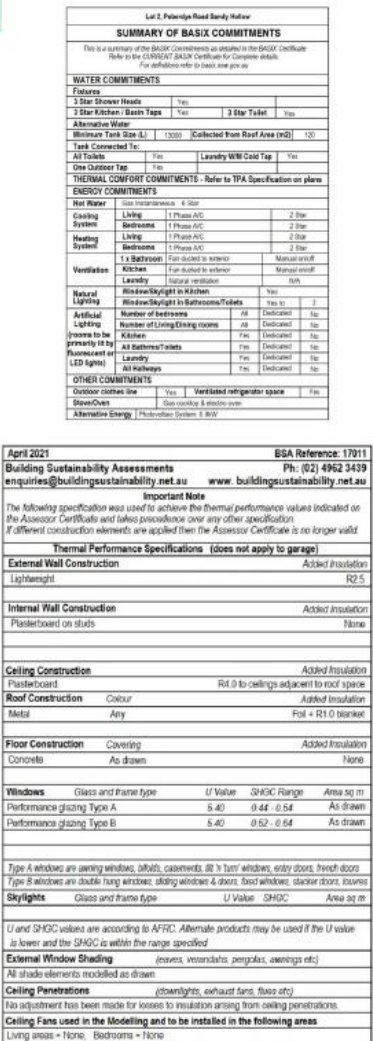 Lot 2, Peberdys Road Sandy Hollow
SUMMARY OF BASIX COMMITMENTS
This is a summary of the BASIX Commitments as detailed in the BASIX Certificate
Refer to the CURRENT BASIX Certificate for Complete details.
For definitions refer to basix.nsw.gov.au
WATER COMMITMENTS
Fixtures
3 Star Shower Heads Yes
3 Star Kitchen / Basin Taps Yes 3 Star Toilet Yes
Alternative Water
Minimum Tank Size (L) 13000 Collected from Roof Area (m2) 120
Tank Connected To:
All Toilets Yes Laundry W/M Cold Tap Yes
One Outdoor Tap Yes
THERMAL COMFORT COMMITMENTS - Refer to TPA Specification on plans
ENERGY COMMITMENTS
Hot Water Gas instantaneous 6 Star
Cooling System Living 1 Phase A/C 2 Star
Bedrooms 1 Phase A/C 2 Star
Heating System Living 1 Phase A/C 2 Star
Bedrooms 1 Phase A/C 2 Star
Ventilation 1 x Bathroom Fan ducted to exterior Manual on/off
Kitchen Fan ducted to exterior Manual on/off
Laundry Natural ventilation N/A
Natural Lighting Window/Skylight in Kitchen Yes
Window/Skylight in Bathrooms/Toilets Yes to 2
Artificial Lighting (rooms to be primarily lit by fluorescent or LED lights) Number of bedrooms All Dedicated No
Number of Living/Dining rooms All Dedicated No
Kitchen Yes Dedicated No
All Bathrms/Toilets Yes Dedicated No
Laundry Yes Dedicated No
All Hallways Yes Dedicated No
OTHER COMMITMENTS
Outdoor clothes line Yes Ventilated refrigerator space Yes
Stove/Oven Gas cooktop & electric oven
Alternative Energy Photovoltaic System:
April 2021 BSA Reference: 17011
Building Sustainability Assessments Ph: (02) 4962 3439
enquiries@buildingsustainability.net.au www. buildingsustainability.net.au
Important Note
The following specification was used to achieve the thermal performance values indicated on
the Assessor Certificate and takes precedence over any other specification.
If different construction elements are applied then the Assessor Certificate is no longer valid
Thermal Performance Specifications (does not apply to garage)
External Wall Construction Added Insulation
Lightweight R2.5
Internal Wall Construction Added Insulation
Plasterboard on studs None
Ceiling Construction Added Insulation
Plasterboard R4.0 to ceilings adjacent to roof space
Roof Construction Colour Added Insulation
Metal Any Foil + R1.0 blanket
Floor Construction Covering Added Insulation
Concrete As drawn None
Windows Glass and frame type U Value SHGC Range Area sq m
Performance glazing Type A 5.40 0.44 - 0.54 As drawn
Performance glazing Type B 5.40 0.52 - 0.64 As drawn
Type A windows are awning windows, bifolds, casements, tilt 'n 'turn' windows, entry doors, french doors
Type B windows are double hung windows, sliding windows & doors, fixed windows, stacker doors, louvres
Skylights Glass and frame type U Value SHGC Area sq m
U and SHGC values are according to AFRC. Alternate products may be used if the U value
is lower and the SHGC is within the range specified
External Window Shading (eaves, verandahs, pergolas, awnings etc)
All shade elements modelled as drawn
Ceiling Penetrations (downlights, exhaust fans, flues etc)
No adjustment has been made for losses to insulation arising from ceiling penetrations.
Ceiling Fans used in the Modelling and to be installed in the following areas
Living areas = None, Bedrooms = None